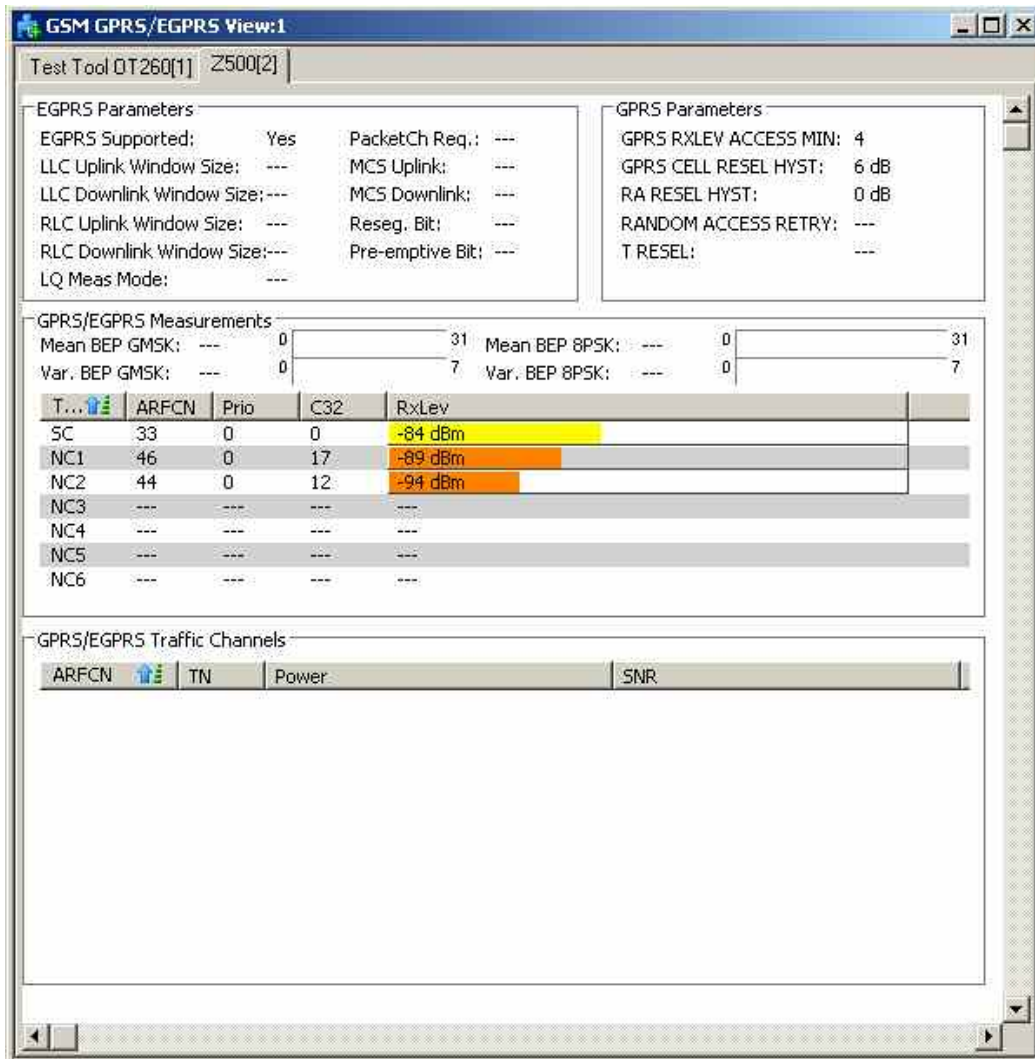 GSM GPRS/EGPRS View:1
Test Tool OT260[1] Z500[2]
EGPRS Parameters
EGPRS Supported: Yes PacketCh Req.: ---
LLC Uplink Window Size: --- MCS Uplink: ---
LLC Downlink Window Size: --- MCS Downlink: ---
RLC Uplink Window Size: --- Reseg. Bit: ---
RLC Downlink Window Size: --- Pre-emptive Bit: ---
LQ Meas Mode: ---
GPRS Parameters
GPRS RXLEV ACCESS MIN: 4
GPRS CELL RESEL HYST: 6 dB
RA RESEL HYST: 0 dB
RANDOM ACCESS RETRY: ---
T RESEL: ---
GPRS/EGPRS Measurements
Mean BEP GMSK: --- 0 31 Mean BEP 8PSK: --- 0 31
Var. BEP GMSK: --- 0 7 Var. BEP 8PSK: --- 0 7
T... ARFCN Prio C32 RxLev
SC 33 0 0 -84 dBm
NC1 46 0 17 -89 dBm
NC2 44 0 12 -94 dBm
NC3 --- --- --- ---
NC4 --- --- --- ---
NC5 --- --- --- ---
NC6 --- --- --- ---
GPRS/EGPRS Traffic Channels
ARFCN TN Power SNR